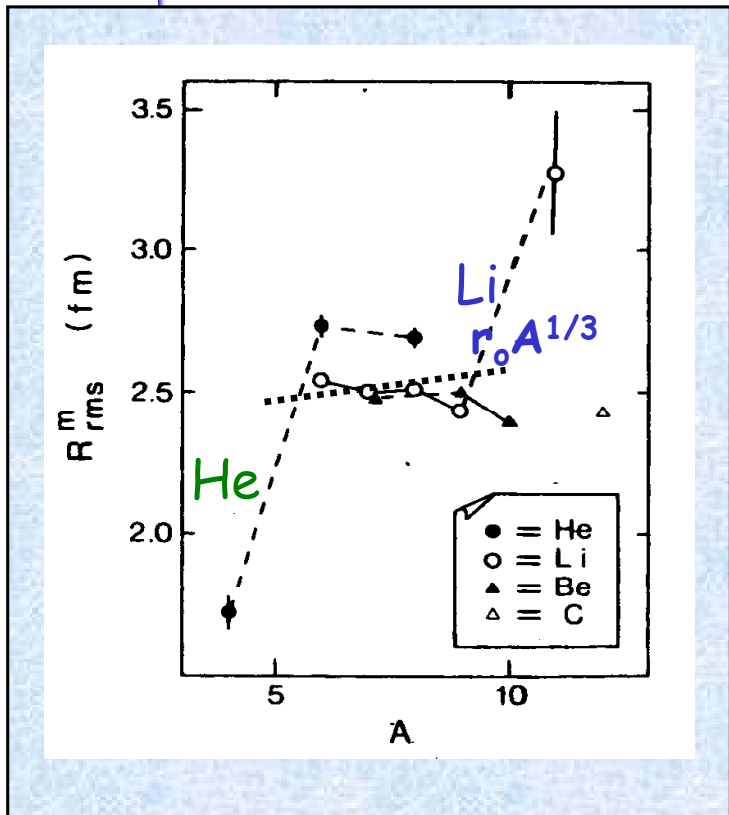 3.5
3.0
2.5
2.0
R^m_rms (fm)
Li
r₀A^1/3
He
● = He
○ = Li
▲ = Be
△ = C
5
10
A